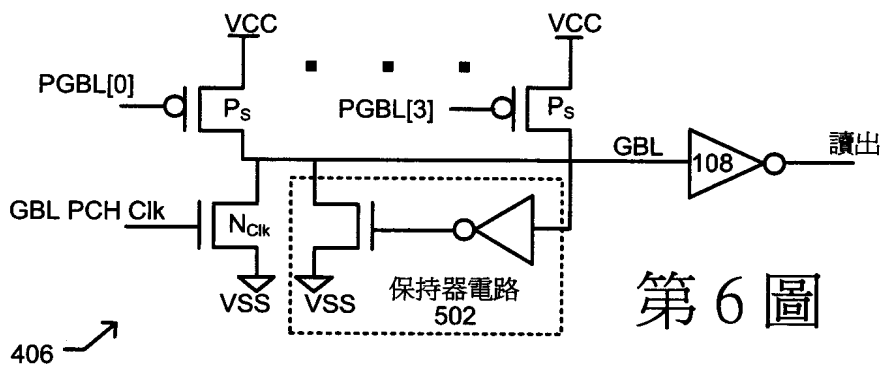 VCC
VCC
PGBL[0]
PS
PGBL[3]
PS
GBL
108
讀出
GBL PCH Clk
NClk
VSS
VSS
保持器電路
502
第6圖
406